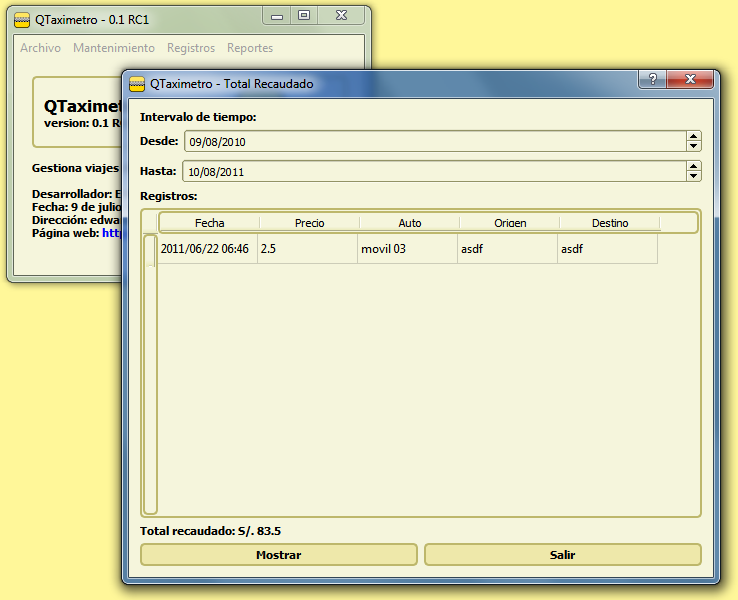 QTaximetro - 0.1 RC1
Archivo Mantenimiento Registros Reportes
QTaximet
version: 0.1 R
Gestiona viajes
Desarrollador:
Fecha: 9 de julio
Dirección: edwa
Página web: http
QTaximetro - Total Recaudado
Intervalo de tiempo:
Desde: 09/08/2010
Hasta: 10/08/2011
Registros:
Fecha Precio Auto Origen Destino
2011/06/22 06:46 2.5 movil 03 asdf asdf
Total recaudado: S/. 83.5
Mostrar Salir